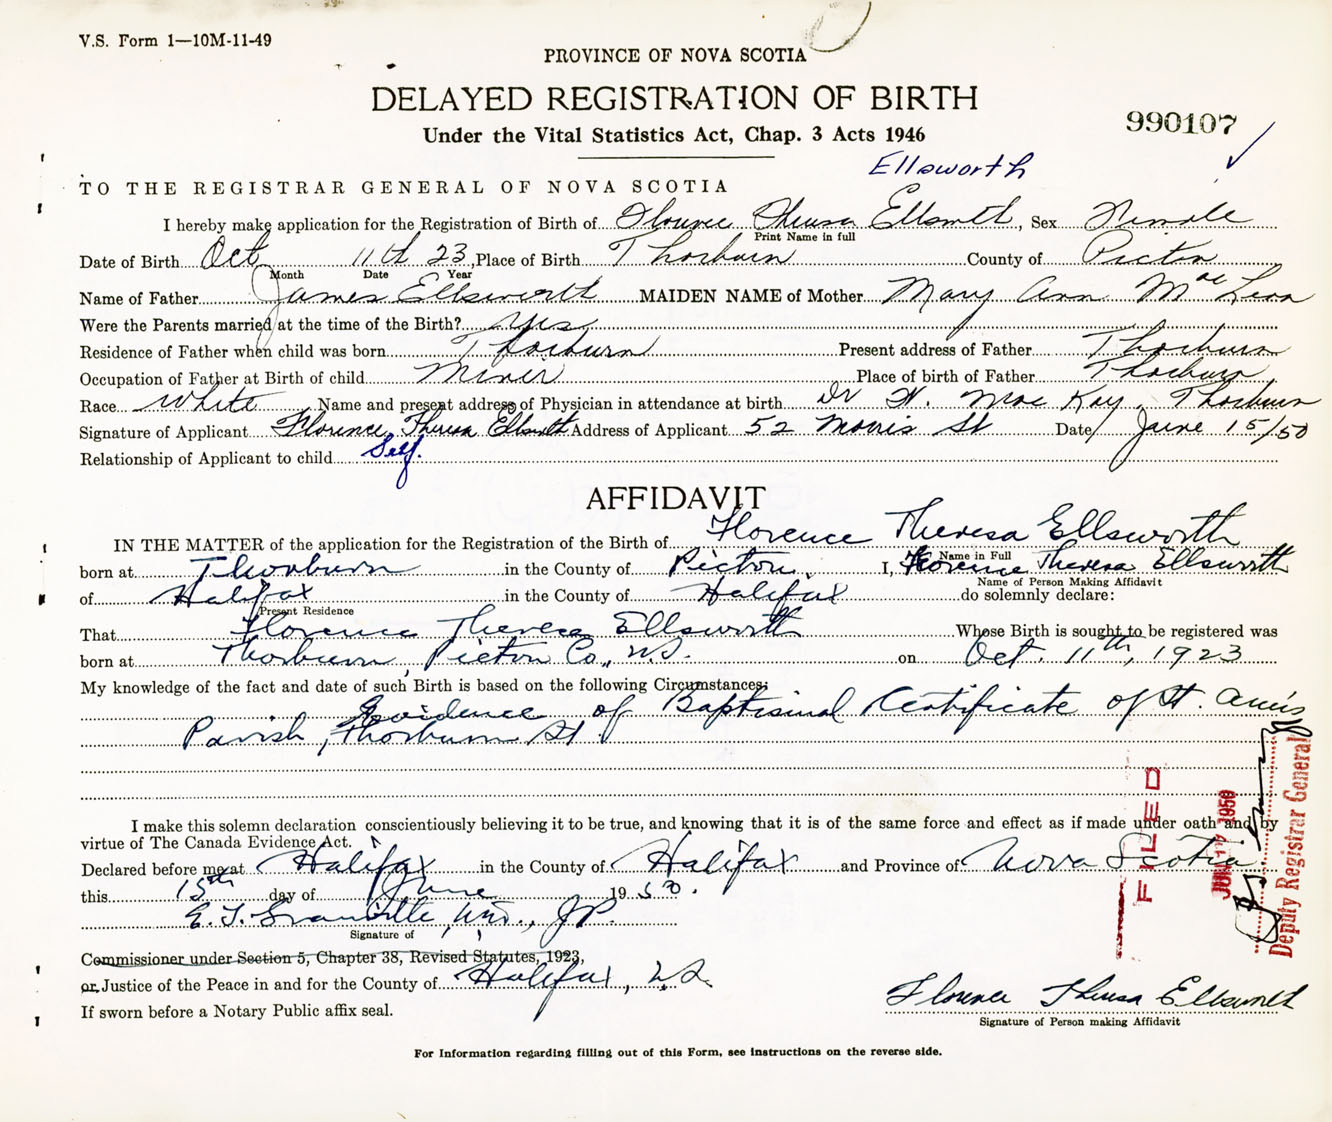 V.S. Form 1—10M-11-49
PROVINCE OF NOVA SCOTIA
DELAYED REGISTRATION OF BIRTH
Under the Vital Statistics Act, Chap. 3 Acts 1946
990107
Ellsworth
TO THE REGISTRAR GENERAL OF NOVA SCOTIA
I hereby make application for the Registration of Birth of Florence Theresa Ellsworth, Sex Female
Print Name in full
Date of Birth Oct 11th 23, Place of Birth Thorburn County of Pictou
Month Date Year
Name of Father James Ellsworth MAIDEN NAME of Mother Mary Ann MacLean
Were the Parents married at the time of the Birth? Yes
Residence of Father when child was born Thorburn Present address of Father Thorburn
Occupation of Father at Birth of child Miner Place of birth of Father Thorburn
Race White Name and present address of Physician in attendance at birth Dr H. MacKay, Thorburn
Signature of Applicant Florence Theresa Ellsworth Address of Applicant 52 Morris St Date June 15/50
Relationship of Applicant to child Self.
AFFIDAVIT
IN THE MATTER of the application for the Registration of the Birth of Florence Theresa Ellsworth
Name in Full
born at Thorburn in the County of Pictou, I, Florence Theresa Ellsworth
Name of Person Making Affidavit
of Halifax in the County of Halifax do solemnly declare:
Present Residence
That Florence Theresa Ellsworth Whose Birth is sought to be registered was
born at Thorburn, Pictou Co., N.S. on Oct. 11th, 1923
My knowledge of the fact and date of such Birth is based on the following Circumstances:
Evidence of Baptismal Certificate of St. Ann's
Parish, Thorburn St.
I make this solemn declaration conscientiously believing it to be true, and knowing that it is of the same force and effect as if made under oath and by
virtue of The Canada Evidence Act.
Declared before me at Halifax in the County of Halifax and Province of Nova Scotia
this 15th day of June 19 50.
E. T. Granville, J.P.
Signature of
Commissioner under Section 5, Chapter 38, Revised Statutes, 1923,
or Justice of the Peace in and for the County of Halifax, N.S.
If sworn before a Notary Public affix seal.
Florence Theresa Ellsworth
Signature of Person making Affidavit
For Information regarding filling out of this Form, see instructions on the reverse side.
FILED
1950
Deputy Registrar General